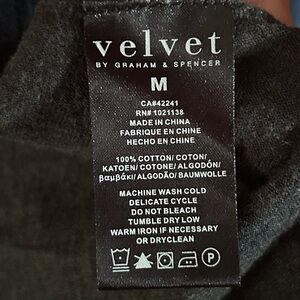 velvet
BY GRAHAM & SPENCER
M
CA#42241
RN# 1021138
MADE IN CHINA
FABRIQUE EN CHINE
HECHO EN CHINE
100% COTTON/COTON/
KATOEN/COTONE/ALGODÓN/
βαμβάκι/ALGODÃO/BAUMWOLLE
MACHINE WASH COLD
DELICATE CYCLE
DO NOT BLEACH
TUMBLE DRY LOW
WARM IRON IF NECESSARY
OR DRYCLEAN
P